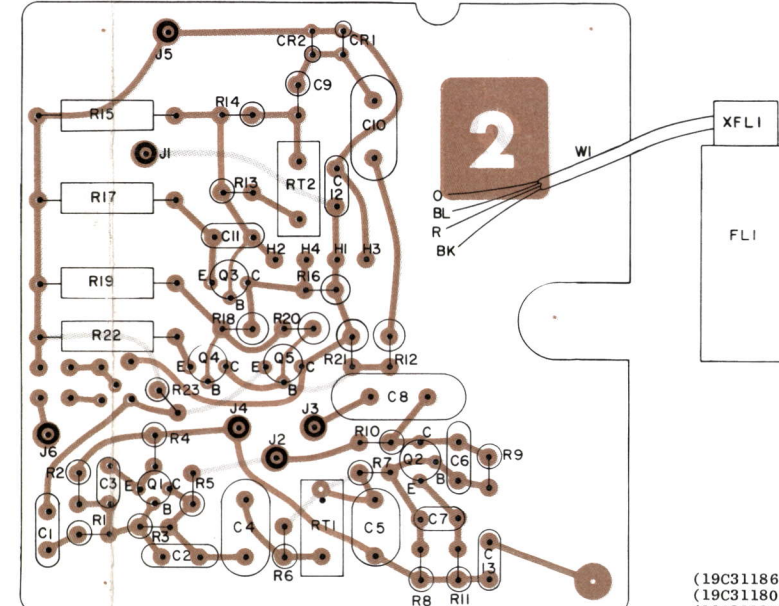 J5
CR2 CR1
C9
R15
R14
C10
2
XFL1
J1
W1
R13
RT2
C
12
O
BL
R
BK
R17
FL1
C11
H2 H4 H1 H3
E Q3 C
R16
R19
B
R18
R20
R22
Q4
E C
B
Q5
E C
B
R21
R12
R23
C8
J4
J3
J6
R4
J2
R10
C
R2
C3
E Q1 C
B
R5
R7
Q2
E B
C6
R9
C1
R1
R3
C4
RT1
C5
C7
C2
R6
C
13
R8
R11
(19C31186
(19C31180